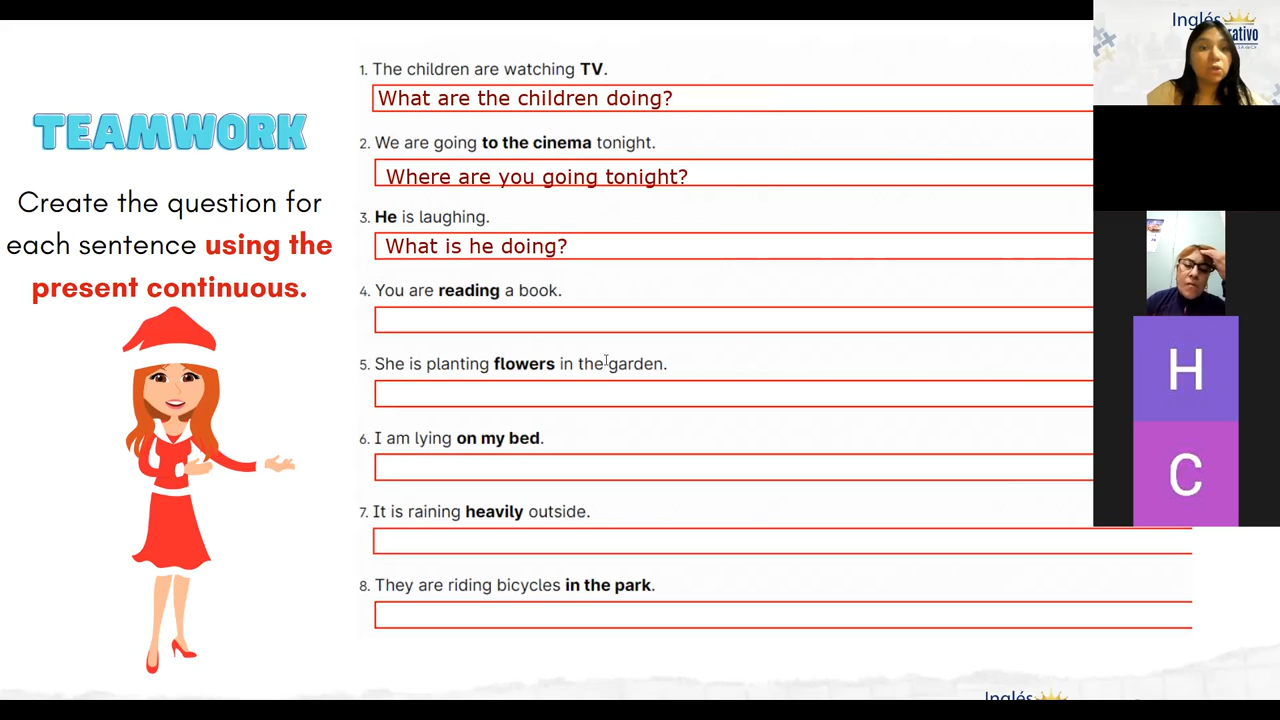 TEAMWORK
Create the question for
each sentence using the
present continuous.
1. The children are watching TV.
What are the children doing?
2. We are going to the cinema tonight.
Where are you going tonight?
3. He is laughing.
What is he doing?
4. You are reading a book.
5. She is planting flowers in the garden.
6. I am lying on my bed.
7. It is raining heavily outside.
8. They are riding bicycles in the park.
Inglés
rativo
H
C
Inglés